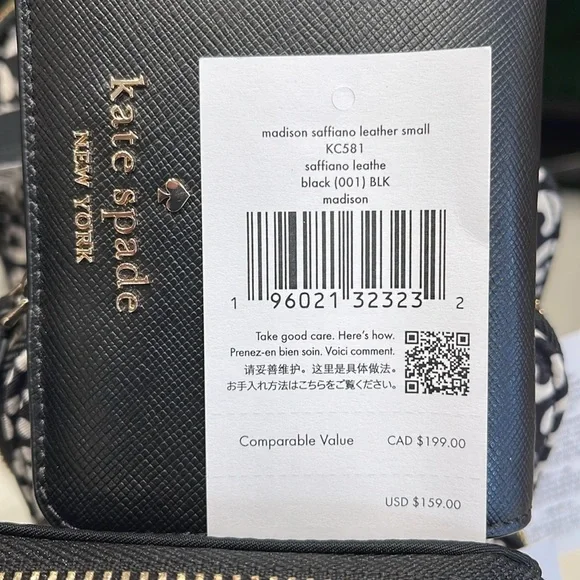 kate spade
NEW YORK
madison saffiano leather small
KC581
saffiano leathe
black (001) BLK
madison
1 96021 32323 2
Take good care. Here's how.
Prenez-en bien soin. Voici comment.
请妥善维护。这里是具体做法。
お手入れ方法はこちらをご覧ください。
Comparable Value CAD $199.00
USD $159.00